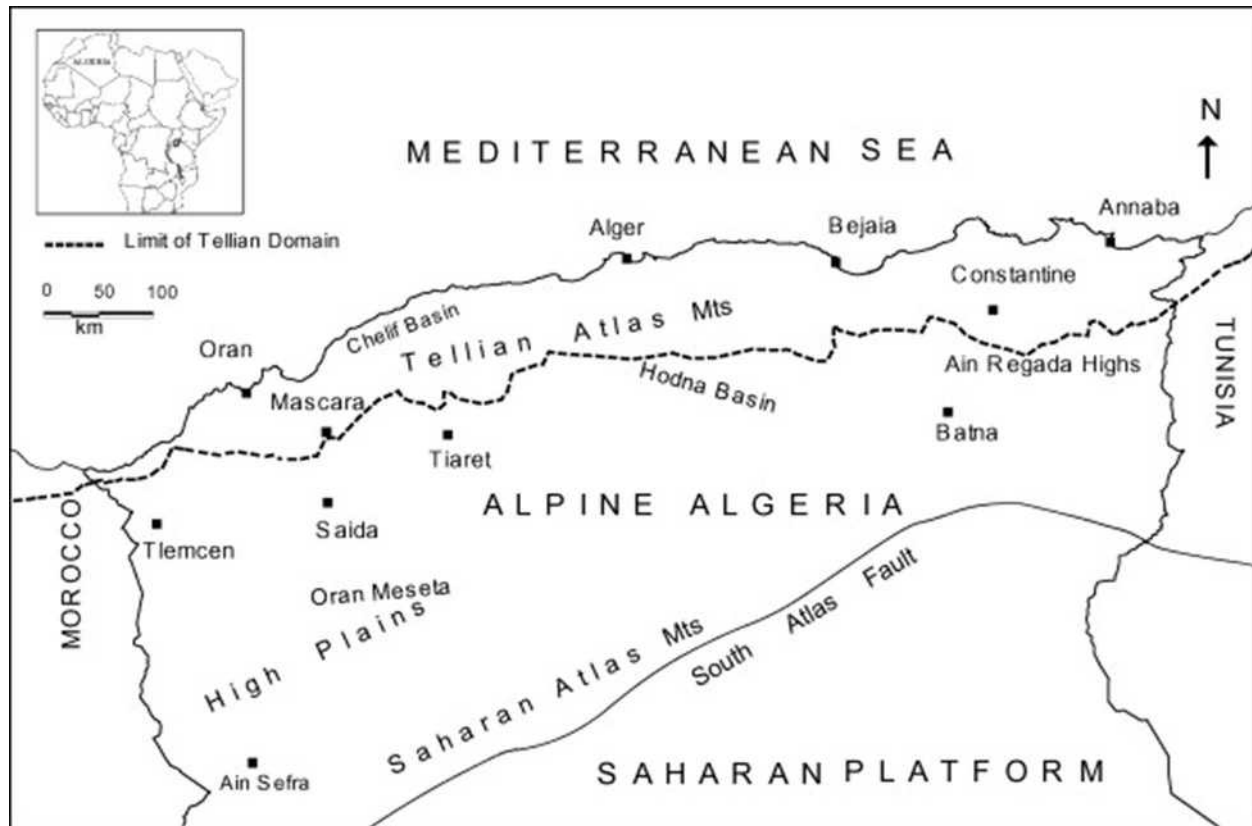 ALGERIA
N
MEDITERRANEAN SEA
Annaba
Alger
Bejaia
Limit of Tellian Domain
Constantine
0 50 100
km
Chelif Basin
Tellian Atlas Mts
Oran
TUNISIA
Ain Regada Highs
Hodna Basin
Mascara
Batna
Tiaret
ALPINE ALGERIA
Saida
Tlemcen
MOROCCO
Oran Meseta
High Plains
Saharan Atlas Mts
South Atlas Fault
Ain Sefra
SAHARAN PLATFORM